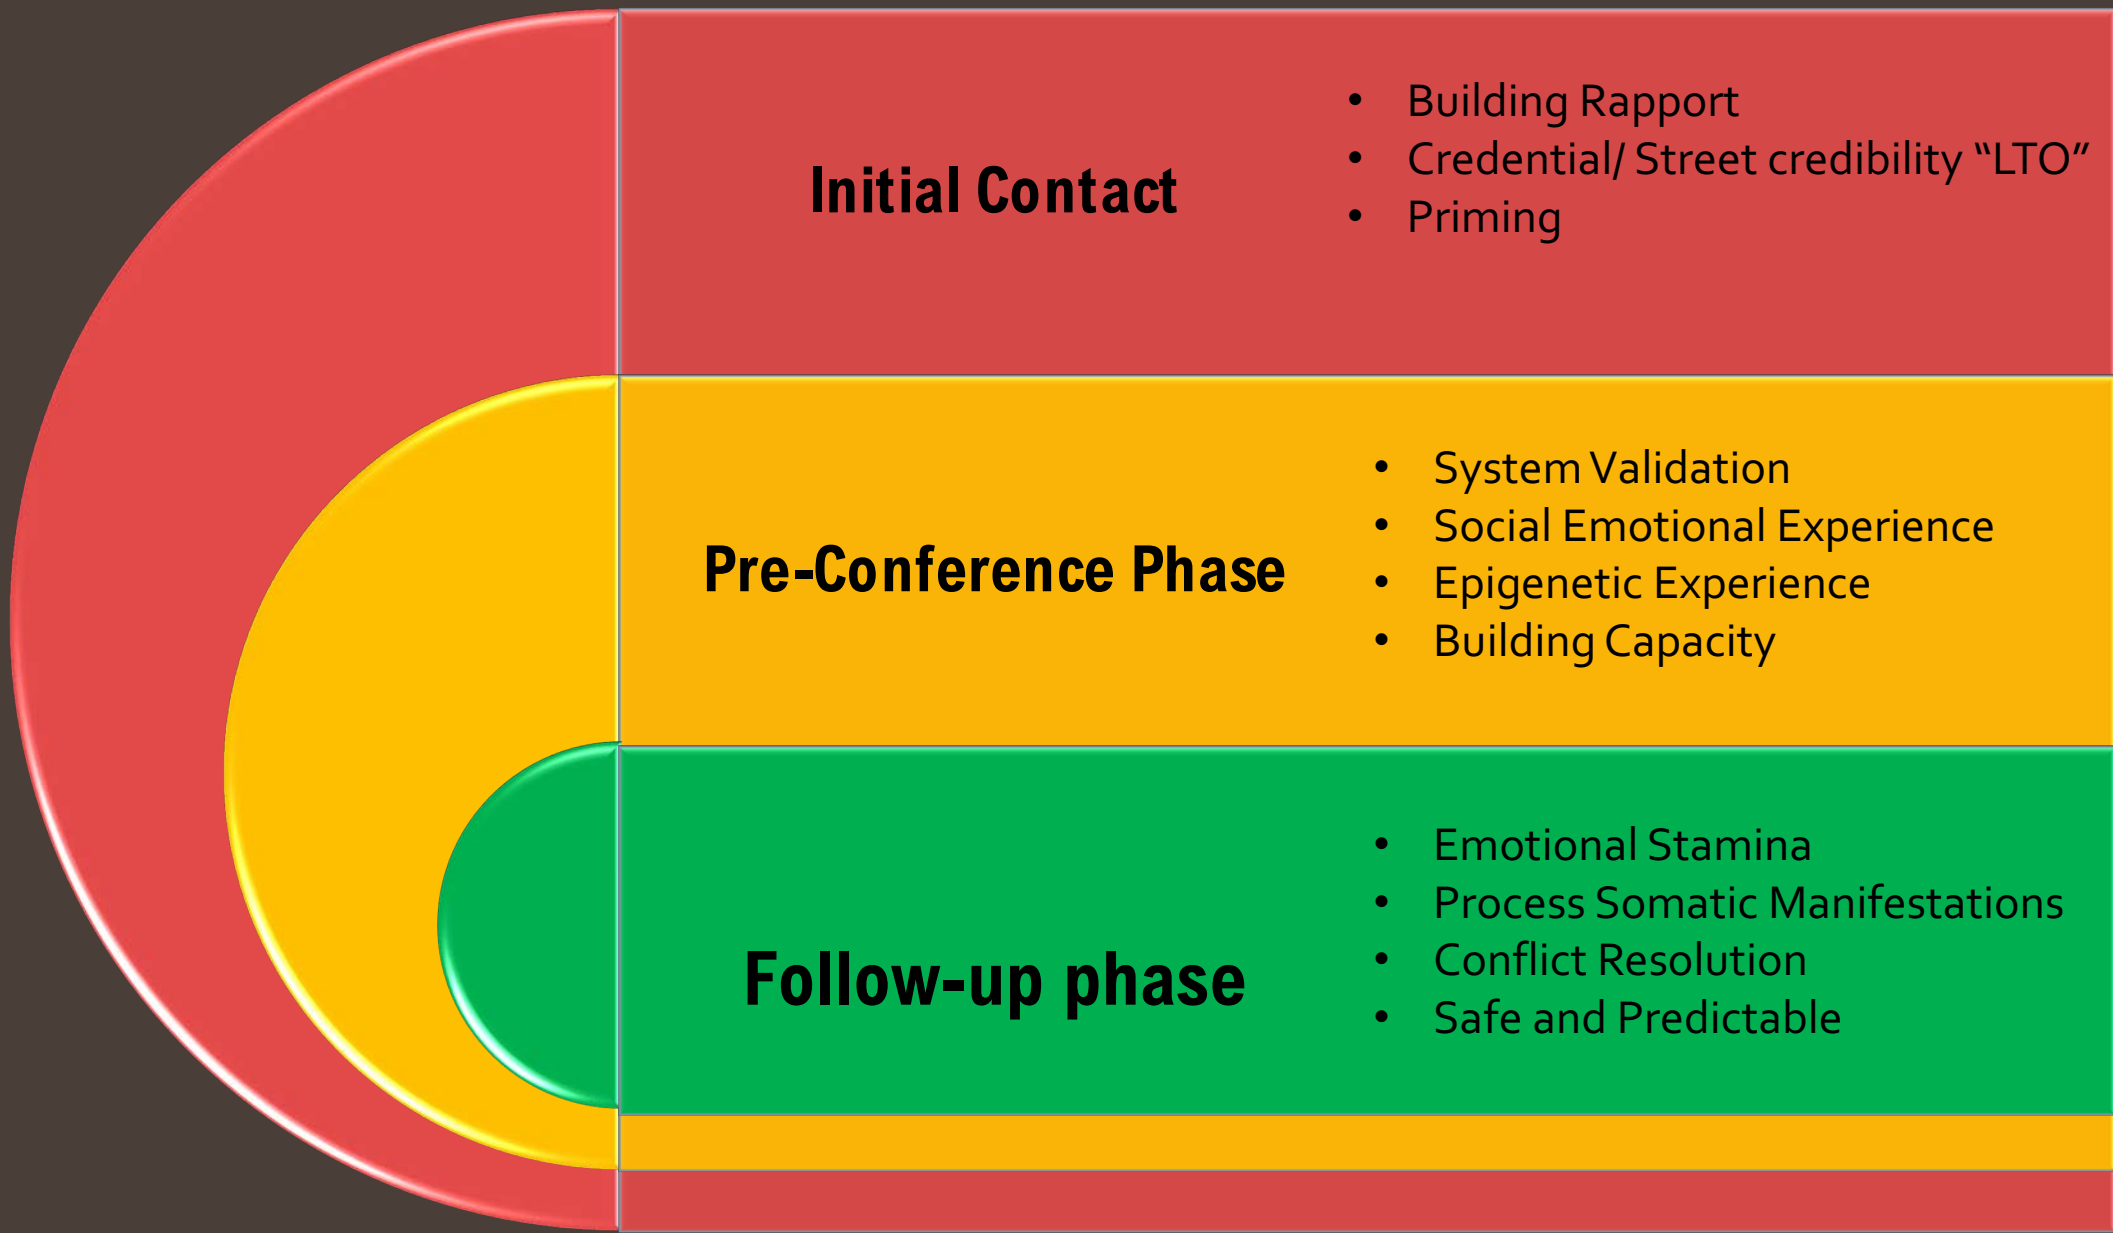 Initial Contact
• Building Rapport
• Credential/ Street credibility “LTO”
• Priming
Pre-Conference Phase
• System Validation
• Social Emotional Experience
• Epigenetic Experience
• Building Capacity
Follow-up phase
• Emotional Stamina
• Process Somatic Manifestations
• Conflict Resolution
• Safe and Predictable